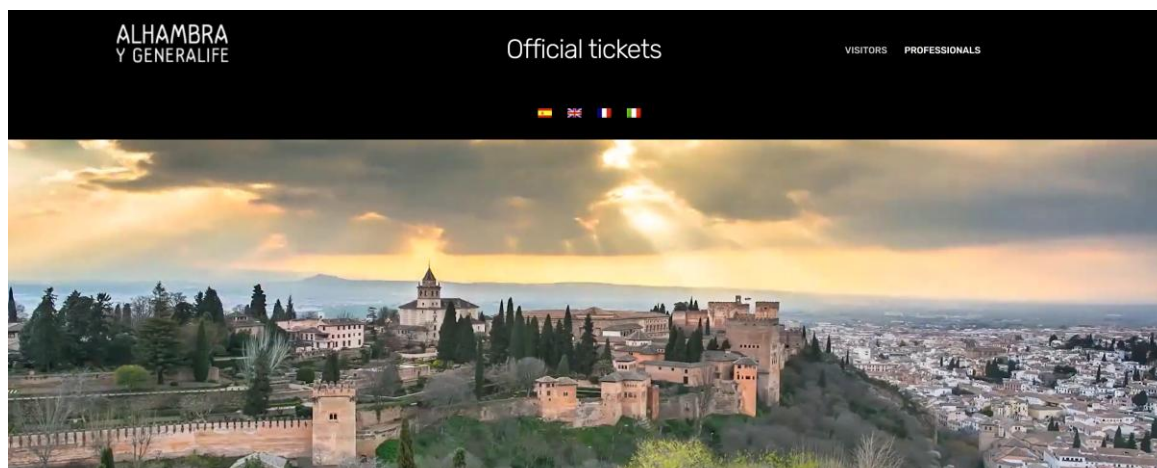 ALHAMBRA
Y GENERALIFE
Official tickets
VISITORS PROFESSIONALS